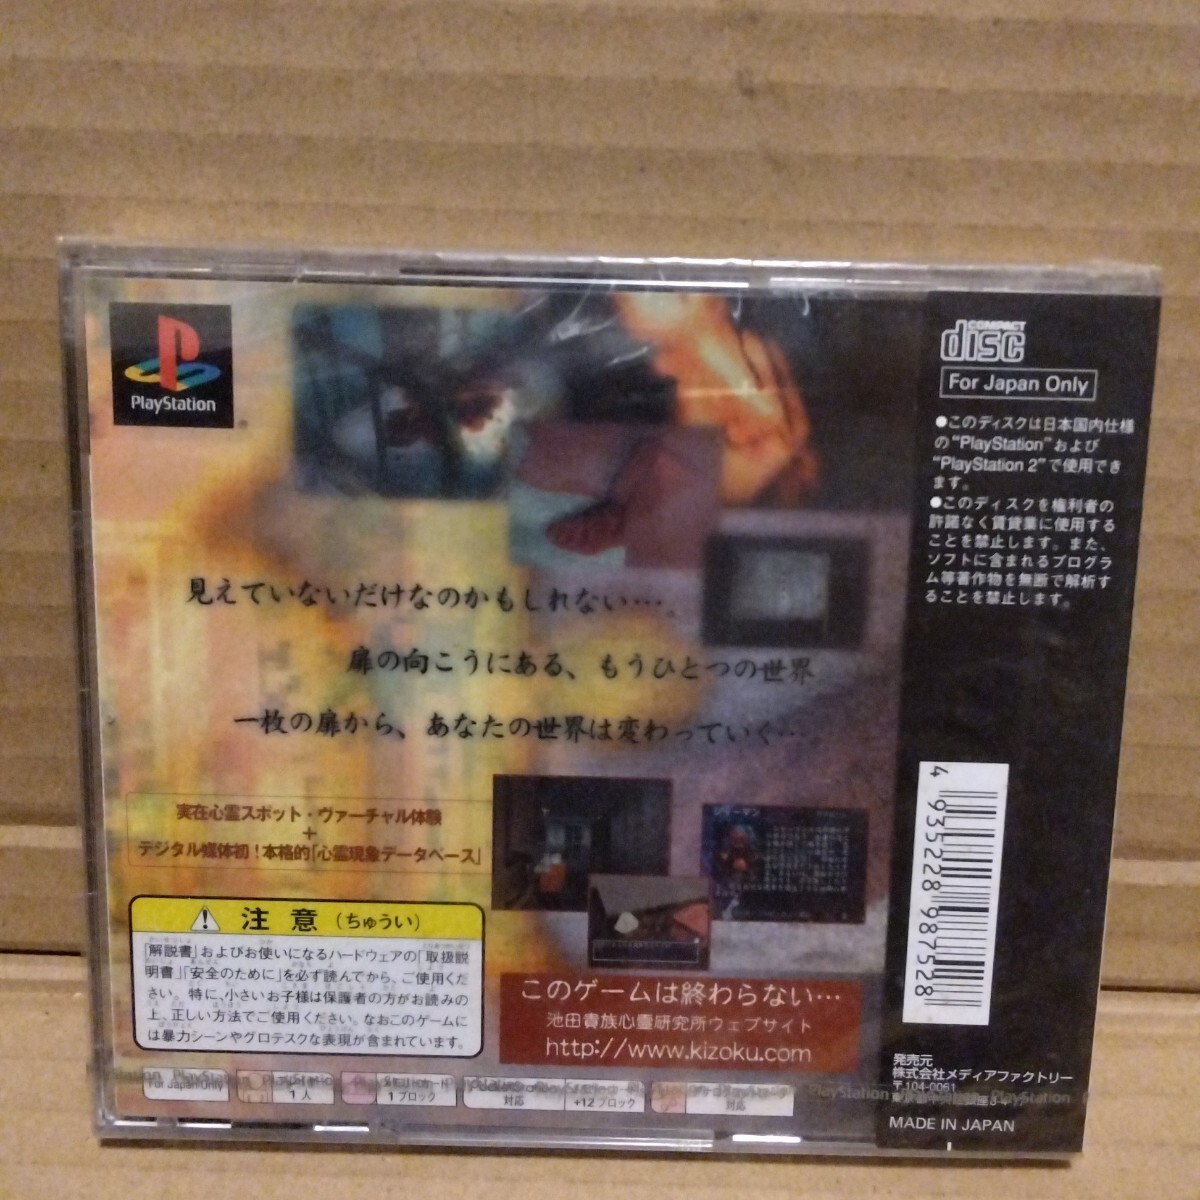 PlayStation
見えていないだけなのかもしれない…。
扉の向こうにある、もうひとつの世界
一枚の扉から、あなたの世界は変わっていく…
実在心霊スポット・ヴァーチャル体験
+
デジタル媒体初！本格的「心霊現象データベース」
注意（ちゅうい）
「解説書」およびお使いになるハードウェアの「取扱説
明書」「安全のために」を必ず読んでから、ご使用くだ
さい。特に、小さいお子様は保護者の方がお読みの
上、正しい方法でご使用ください。なおこのゲームに
は暴力シーンやグロテスクな表現が含まれています。
このゲームは終わらない…
池田貴族心霊研究所ウェブサイト
http://www.kizoku.com
For Japan Only
1人
1ブロック
対応
+12ブロック
対応
COMPACT
disc
For Japan Only
●このディスクは日本国内仕様
の“PlayStation”および
“PlayStation 2”で使用でき
ます。
●このディスクを権利者の
許諾なく賃貸業に使用する
ことを禁止します。また、
ソフトに含まれるプログラ
ム等著作物を無断で解析す
ることを禁止します。
4 935228 987528
発売元
株式会社メディアファクトリー
〒104-0061
MADE IN JAPAN